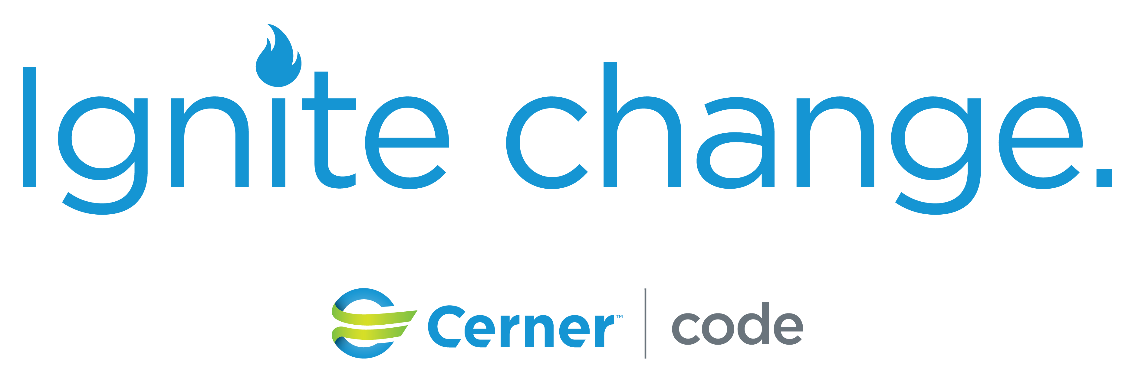 Ignite change.
Cerner™ | code